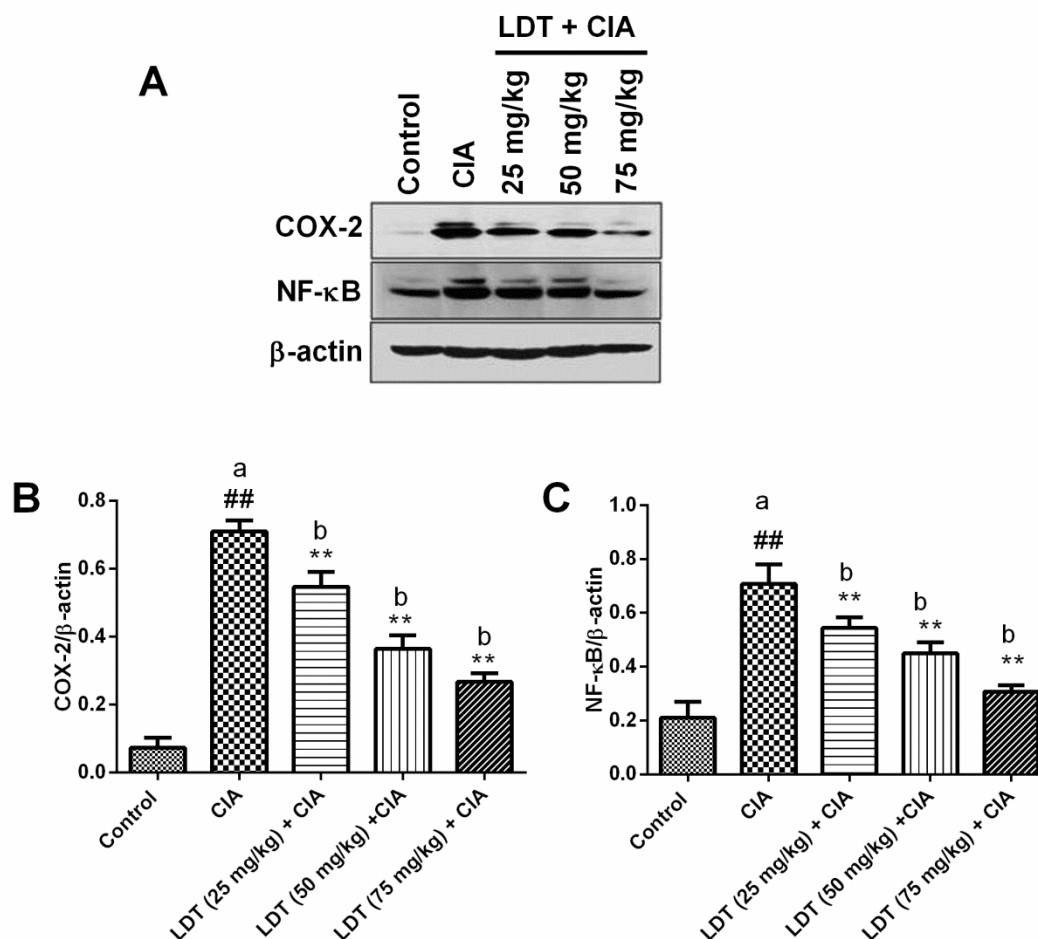 LDT + CIA
A
Control
CIA
25 mg/kg
50 mg/kg
75 mg/kg
COX-2
NF-κB
β-actin
B
COX-2/β-actin
0.8
0.6
0.4
0.2
0.0
a
##
b
**
b
**
b
**
Control
CIA
LDT (25 mg/kg) + CIA
LDT (50 mg/kg) +CIA
LDT (75 mg/kg) + CIA
C
NF-κB/β-actin
1.0
0.8
0.6
0.4
0.2
0.0
a
##
b
**
b
**
b
**
Control
CIA
LDT (25 mg/kg) + CIA
LDT (50 mg/kg) +CIA
LDT (75 mg/kg) + CIA